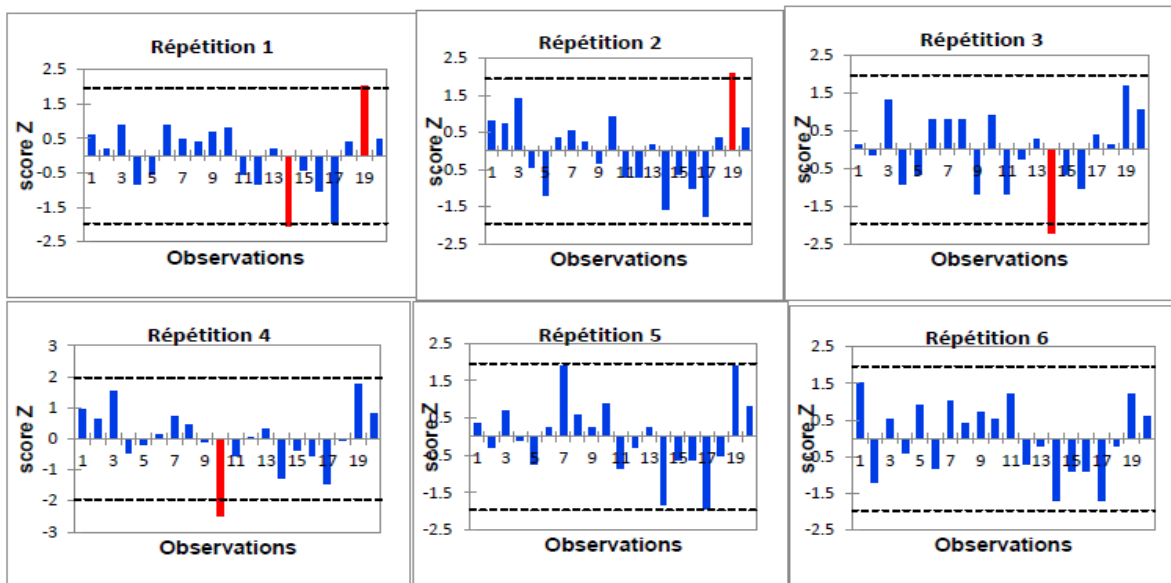 Répétition 1
2.5
1.5
0.5
-0.5
-1.5
-2.5
score Z
1 3 5 7 9 11 13 15 17 19
Observations
Répétition 2
2.5
1.5
0.5
-0.5
-1.5
-2.5
score Z
1 3 5 7 9 11 13 15 17 19
Observations
Répétition 3
2.5
1.5
0.5
-0.5
-1.5
-2.5
score Z
1 3 5 7 9 11 13 15 17 19
Observations
Répétition 4
3
2
1
0
-1
-2
-3
score Z
1 3 5 7 9 11 13 15 17 19
Observations
Répétition 5
2.5
1.5
0.5
-0.5
-1.5
-2.5
score Z
1 3 5 7 9 11 13 15 17 19
Observations
Répétition 6
2.5
1.5
0.5
-0.5
-1.5
-2.5
score Z
1 3 5 7 9 11 13 15 17 19
Observations